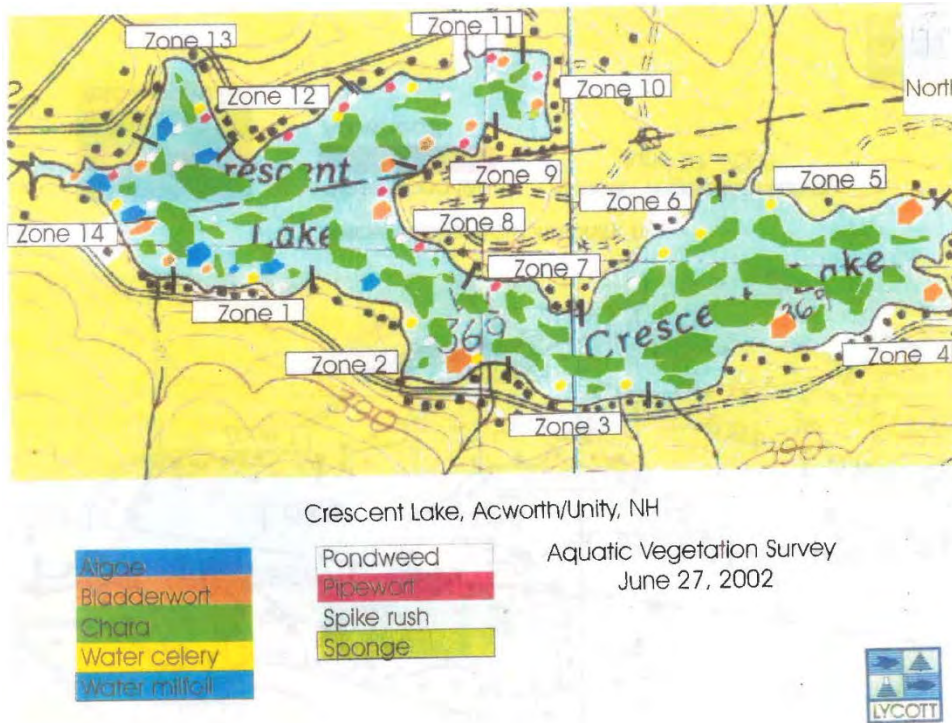 Zone 13
Zone 11
Zone 12
Zone 10
North
Crescent
Zone 9
Zone 6
Zone 5
Zone 14
Lake
Zone 8
Zone 7
Crescent Lake
369
369
Zone 1
Zone 2
Zone 4
Zone 3
390
390
Crescent Lake, Acworth/Unity, NH
Aquatic Vegetation Survey
June 27, 2002
Algae
Bladderwort
Chara
Water celery
Water milfoil
Pondweed
Pipewort
Spike rush
Sponge
LYCOTT